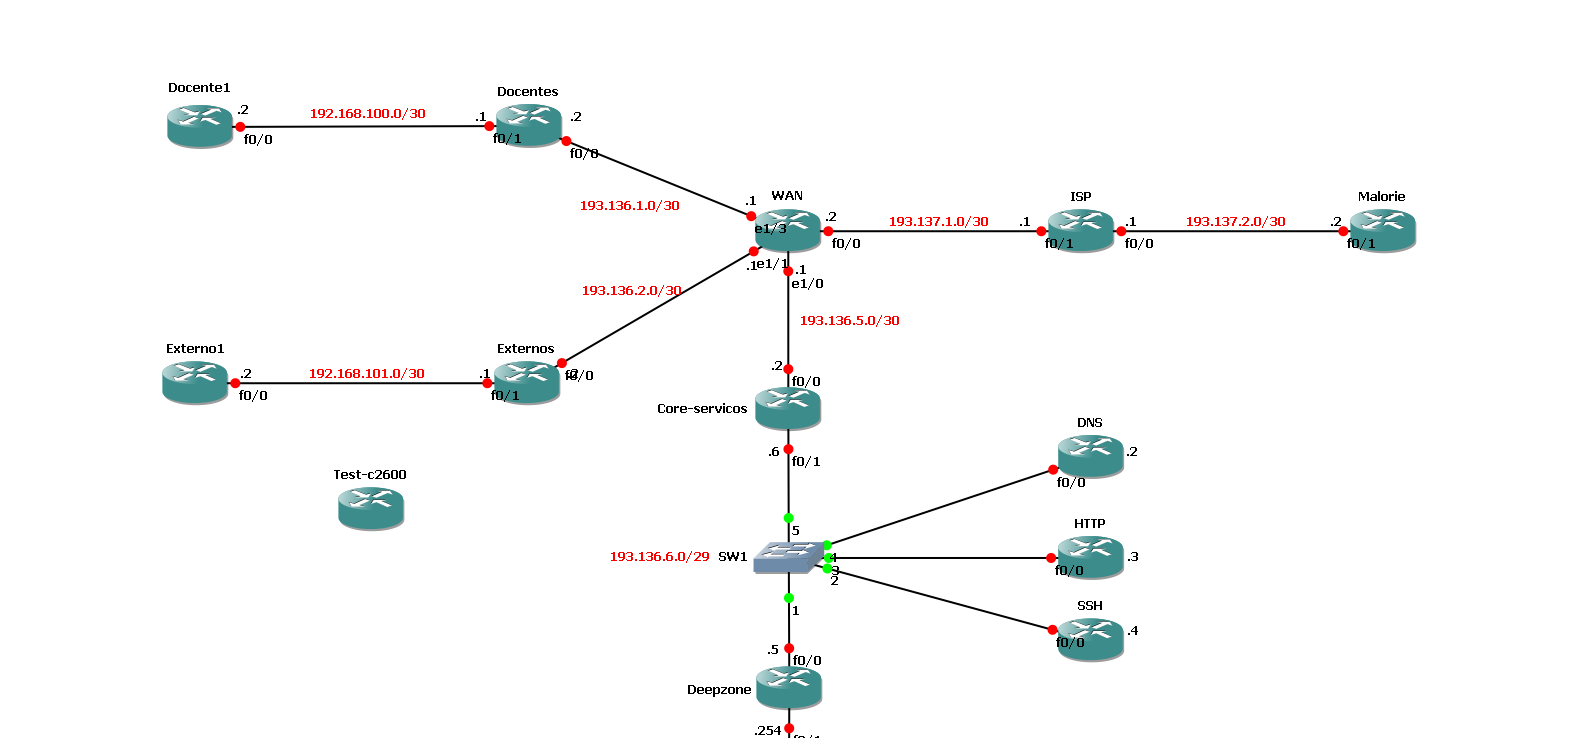 Docente1
Docentes
.2
192.168.100.0/30
.1
.2
f0/0
f0/1
f0/0
193.136.1.0/30
.1
WAN
e1/3
.2
193.137.1.0/30
.1
ISP
.1
193.137.2.0/30
.2
Malorie
f0/0
f0/1
f0/0
f0/1
.1
e1/1
.1
e1/0
193.136.2.0/30
193.136.5.0/30
Externo1
Externos
.2
192.168.101.0/30
.1
f0/0
f0/1
f0/0
.2
f0/0
Core-servicos
.6
f0/1
DNS
.2
f0/0
Test-c2600
5
HTTP
193.136.6.0/29
SW1
4
3
2
.3
f0/0
1
SSH
.4
f0/0
.5
f0/0
Deepzone
.254